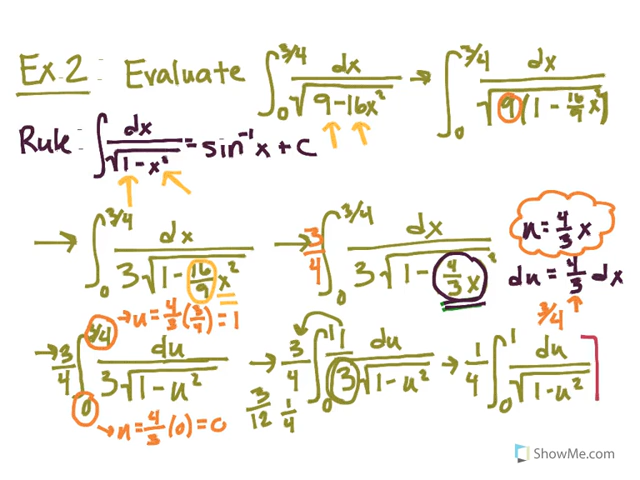 Ex.2: Evaluate ∫₀^{3/4} dx/√(9-16x²) → ∫₀^{3/4} dx/√(9(1-16/9 x²))
Rule: ∫ dx/√(1-x²) = sin⁻¹x + C
→ ∫₀^{3/4} dx/(3√(1-16/9 x²)) → 3/4 ∫₀^{3/4} dx/(3√(1-(4/3 x)²))
u = 4/3 x
du = 4/3 dx
3/4
→ u = 4/3 (3/4) = 1
→ 3/4 ∫₀^{3/4} du/(3√(1-u²)) → 3/4 ∫₀^{1} 1 du/(3√(1-u²)) → 1/4 ∫₀^{1} du/√(1-u²) ]
3/12 1/4
→ u = 4/3 (0) = 0
ShowMe.com